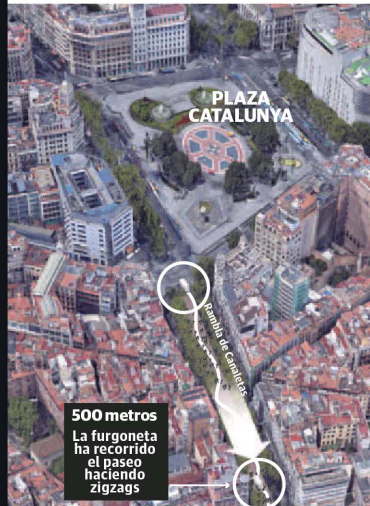 PLAZA
CATALUNYA
Rambla de Canaletas
500 metros
La furgoneta
ha recorrido
el paseo
haciendo
zigzags